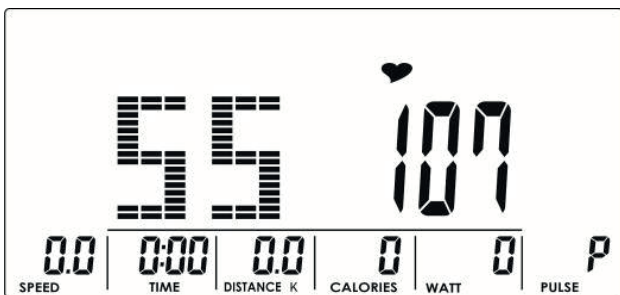 55 107
0.0 0:00 0.0 0 0 P
SPEED TIME DISTANCE K CALORIES WATT PULSE